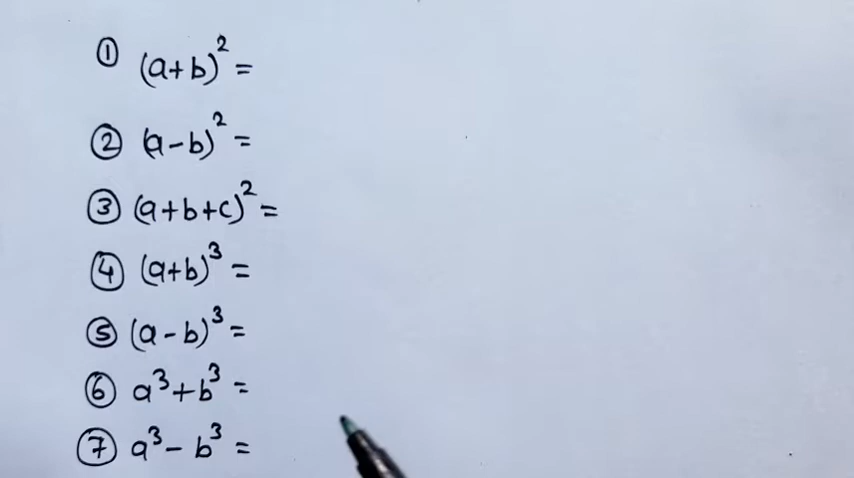 ① (a+b)² =
② (a-b)² =
③ (a+b+c)² =
④ (a+b)³ =
⑤ (a-b)³ =
⑥ a³+b³ =
⑦ a³-b³ =